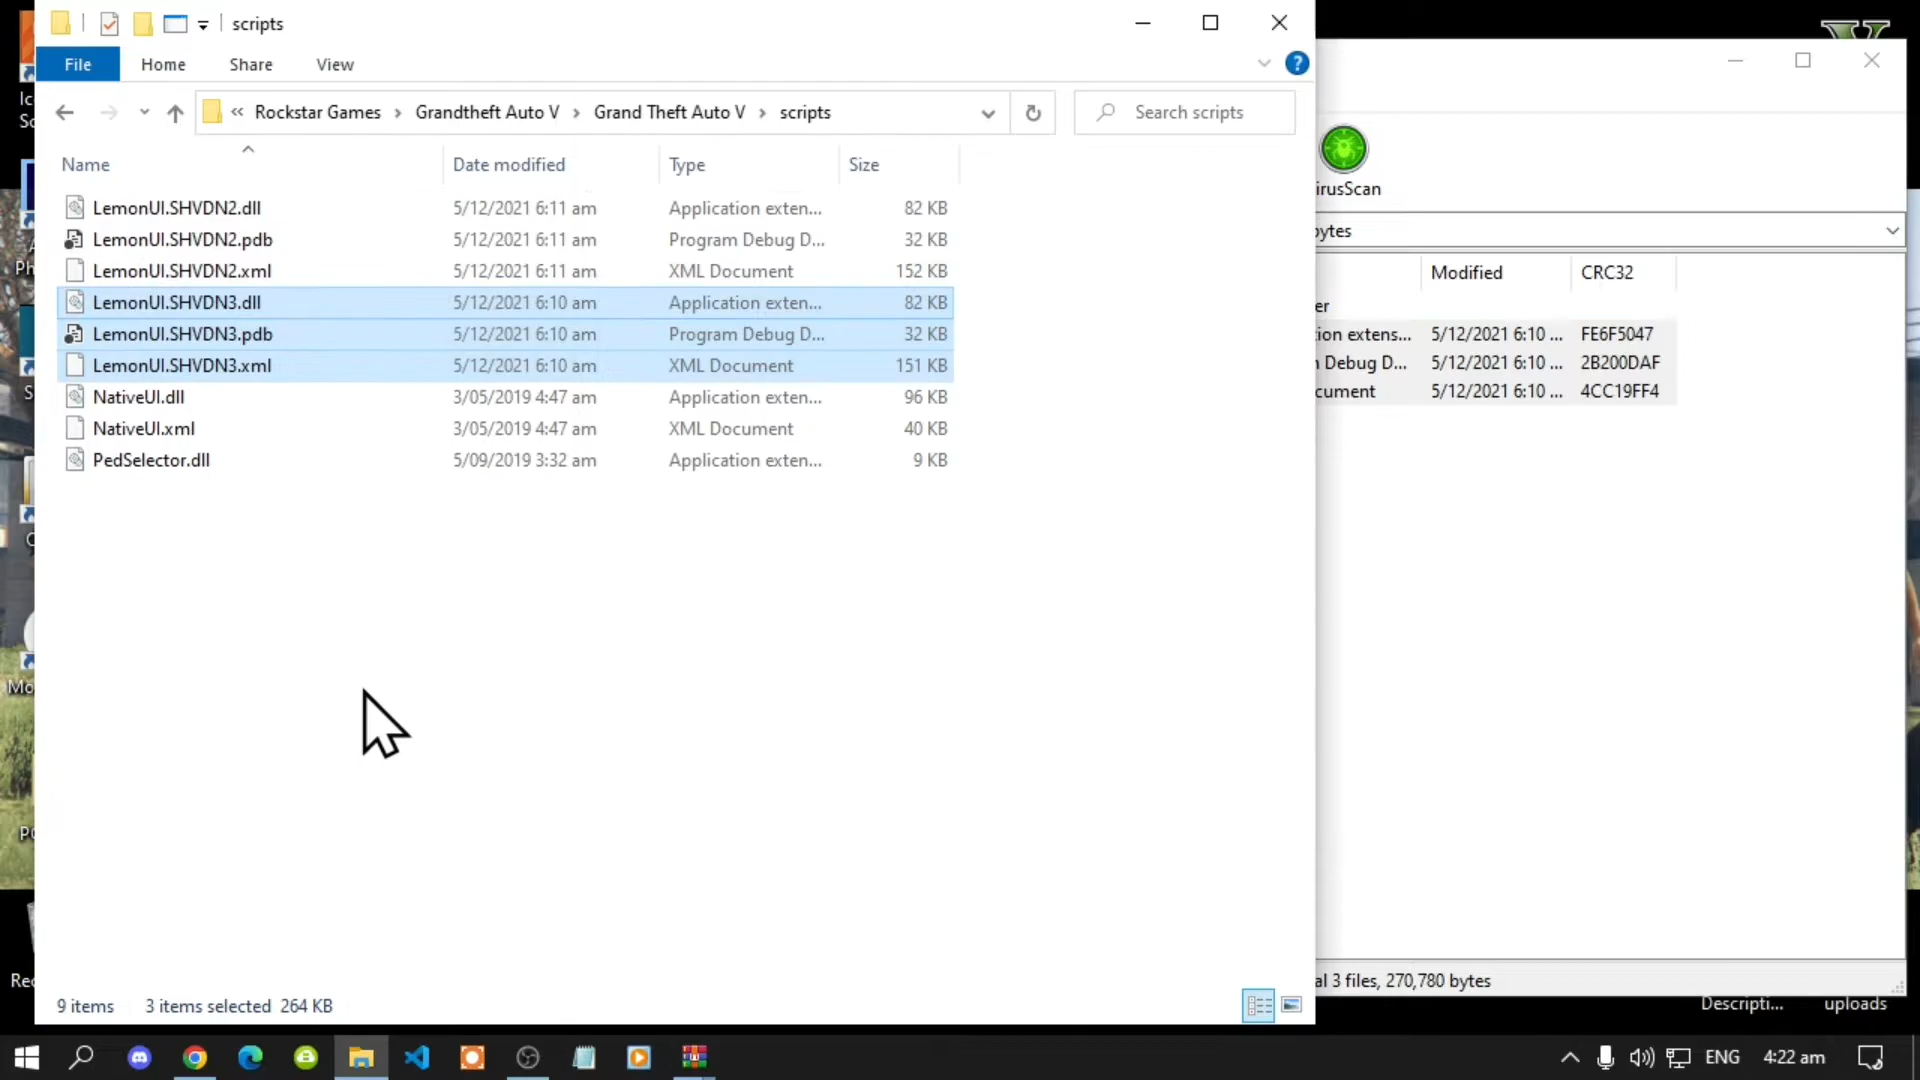 scripts
File Home Share View
« Rockstar Games › Grandtheft Auto V › Grand Theft Auto V › scripts
Search scripts
Name Date modified Type Size
LemonUI.SHVDN2.dll 5/12/2021 6:11 am Application exten... 82 KB
LemonUI.SHVDN2.pdb 5/12/2021 6:11 am Program Debug D... 32 KB
LemonUI.SHVDN2.xml 5/12/2021 6:11 am XML Document 152 KB
LemonUI.SHVDN3.dll 5/12/2021 6:10 am Application exten... 82 KB
LemonUI.SHVDN3.pdb 5/12/2021 6:10 am Program Debug D... 32 KB
LemonUI.SHVDN3.xml 5/12/2021 6:10 am XML Document 151 KB
NativeUI.dll 3/05/2019 4:47 am Application exten... 96 KB
NativeUI.xml 3/05/2019 4:47 am XML Document 40 KB
PedSelector.dll 5/09/2019 3:32 am Application exten... 9 KB
9 items 3 items selected 264 KB
irusScan
bytes
Modified CRC32
er
ion extens... 5/12/2021 6:10 ... FE6F5047
n Debug D... 5/12/2021 6:10 ... 2B200DAF
cument 5/12/2021 6:10 ... 4CC19FF4
al 3 files, 270,780 bytes
Descripti... uploads
ENG 4:22 am